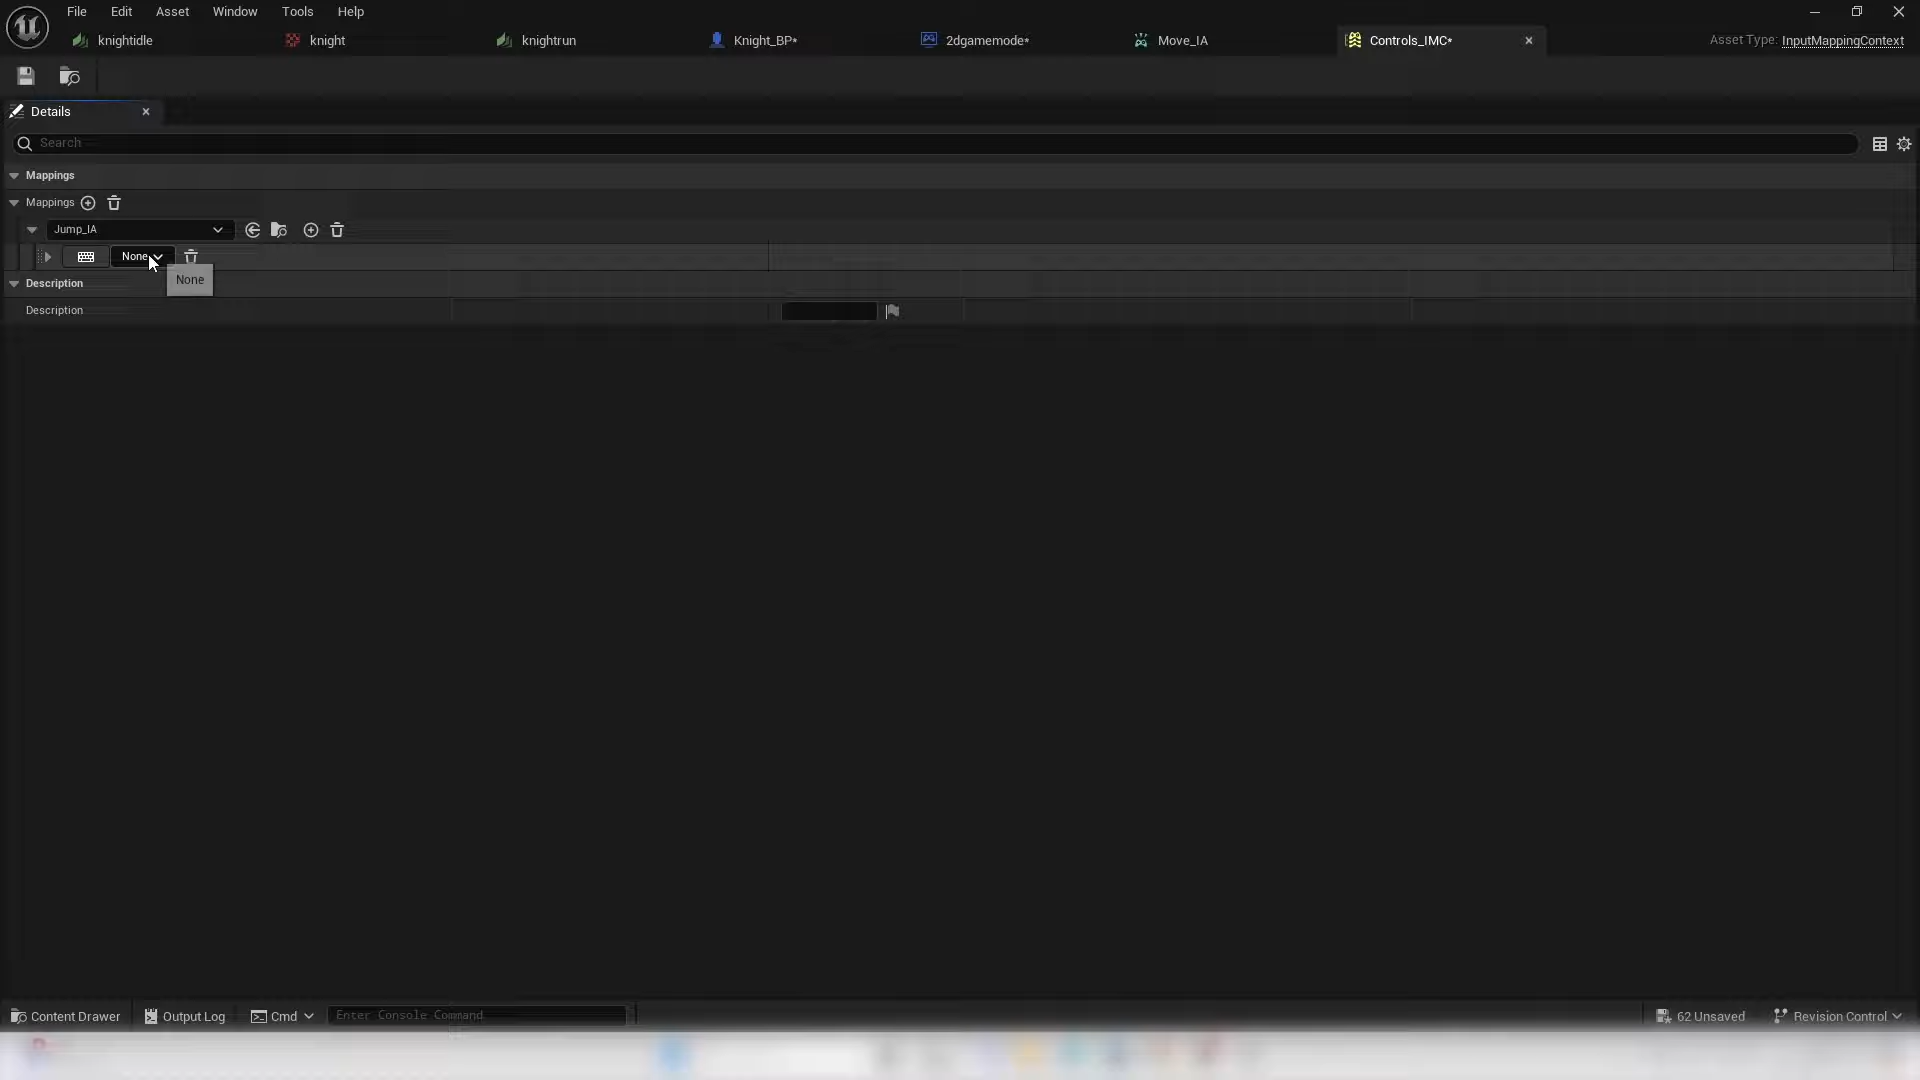 File Edit Asset Window Tools Help
knightidle knight knightrun Knight_BP* 2dgamemode* Move_IA Controls_IMC* Asset Type: InputMappingContext
Details
Search
Mappings
Mappings
Jump_IA
None
None
Description
Description
Content Drawer Output Log Cmd Enter Console Command 62 Unsaved Revision Control